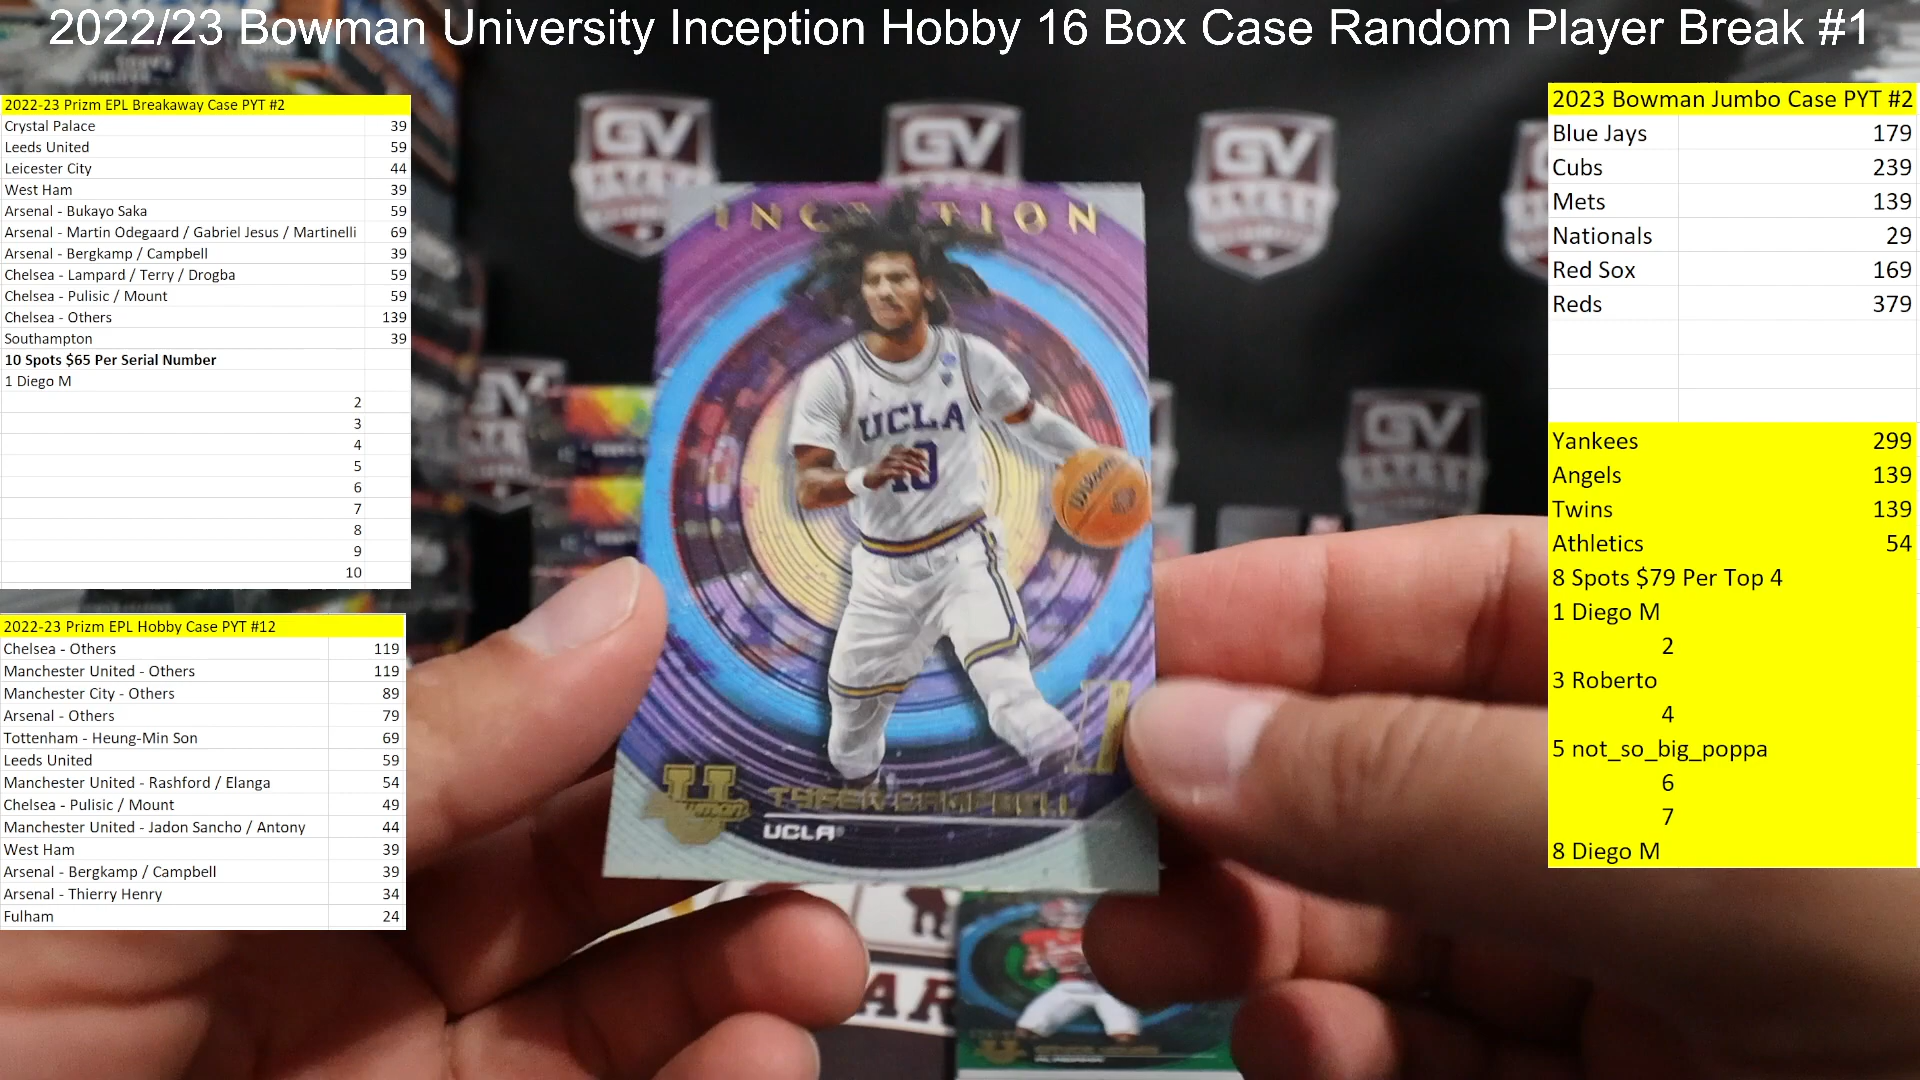 2022/23 Bowman University Inception Hobby 16 Box Case Random Player Break #1
2022-23 Prizm EPL Breakaway Case PYT #2
Crystal Palace 39
Leeds United 59
Leicester City 44
West Ham 39
Arsenal - Bukayo Saka 59
Arsenal - Martin Odegaard / Gabriel Jesus / Martinelli 69
Arsenal - Bergkamp / Campbell 39
Chelsea - Lampard / Terry / Drogba 59
Chelsea - Pulisic / Mount 59
Chelsea - Others 139
Southampton 39
10 Spots $65 Per Serial Number
1 Diego M
2
3
4
5
6
7
8
9
10
2022-23 Prizm EPL Hobby Case PYT #12
Chelsea - Others 119
Manchester United - Others 119
Manchester City - Others 89
Arsenal - Others 79
Tottenham - Heung-Min Son 69
Leeds United 59
Manchester United - Rashford / Elanga 54
Chelsea - Pulisic / Mount 49
Manchester United - Jadon Sancho / Antony 44
West Ham 39
Arsenal - Bergkamp / Campbell 39
Arsenal - Thierry Henry 34
Fulham 24
GV
GV
GV
GV
GV
INCEPTION
UCLA
10
Wilson
U
Bowman
TYGER CAMPBELL
UCLA
2023 Bowman Jumbo Case PYT #2
Blue Jays 179
Cubs 239
Mets 139
Nationals 29
Red Sox 169
Reds 379
Yankees 299
Angels 139
Twins 139
Athletics 54
8 Spots $79 Per Top 4
1 Diego M
2
3 Roberto
4
5 not_so_big_poppa
6
7
8 Diego M